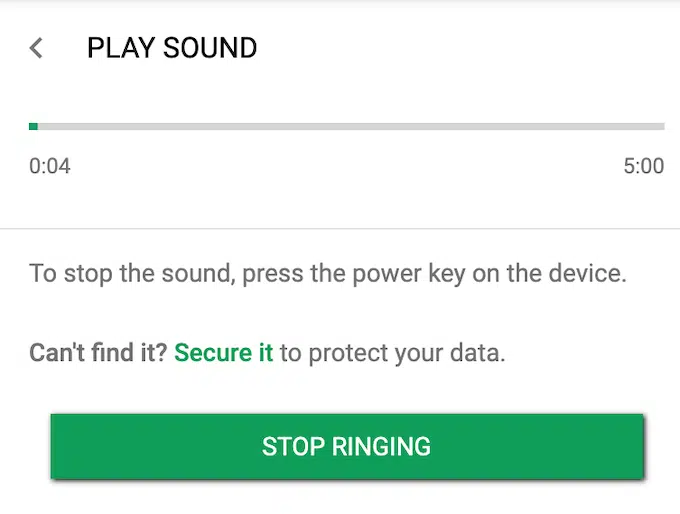 PLAY SOUND
0:04 5:00
To stop the sound, press the power key on the device.
Can't find it? Secure it to protect your data.
STOP RINGING